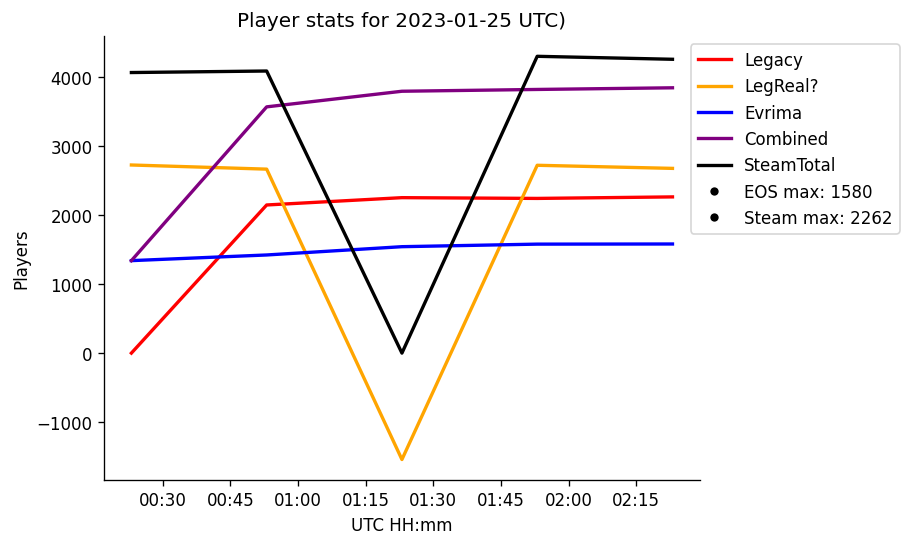 Player stats for 2023-01-25 UTC)
Players
4000
3000
2000
1000
0
−1000
00:30 00:45 01:00 01:15 01:30 01:45 02:00 02:15
UTC HH:mm
Legacy
LegReal?
Evrima
Combined
SteamTotal
EOS max: 1580
Steam max: 2262